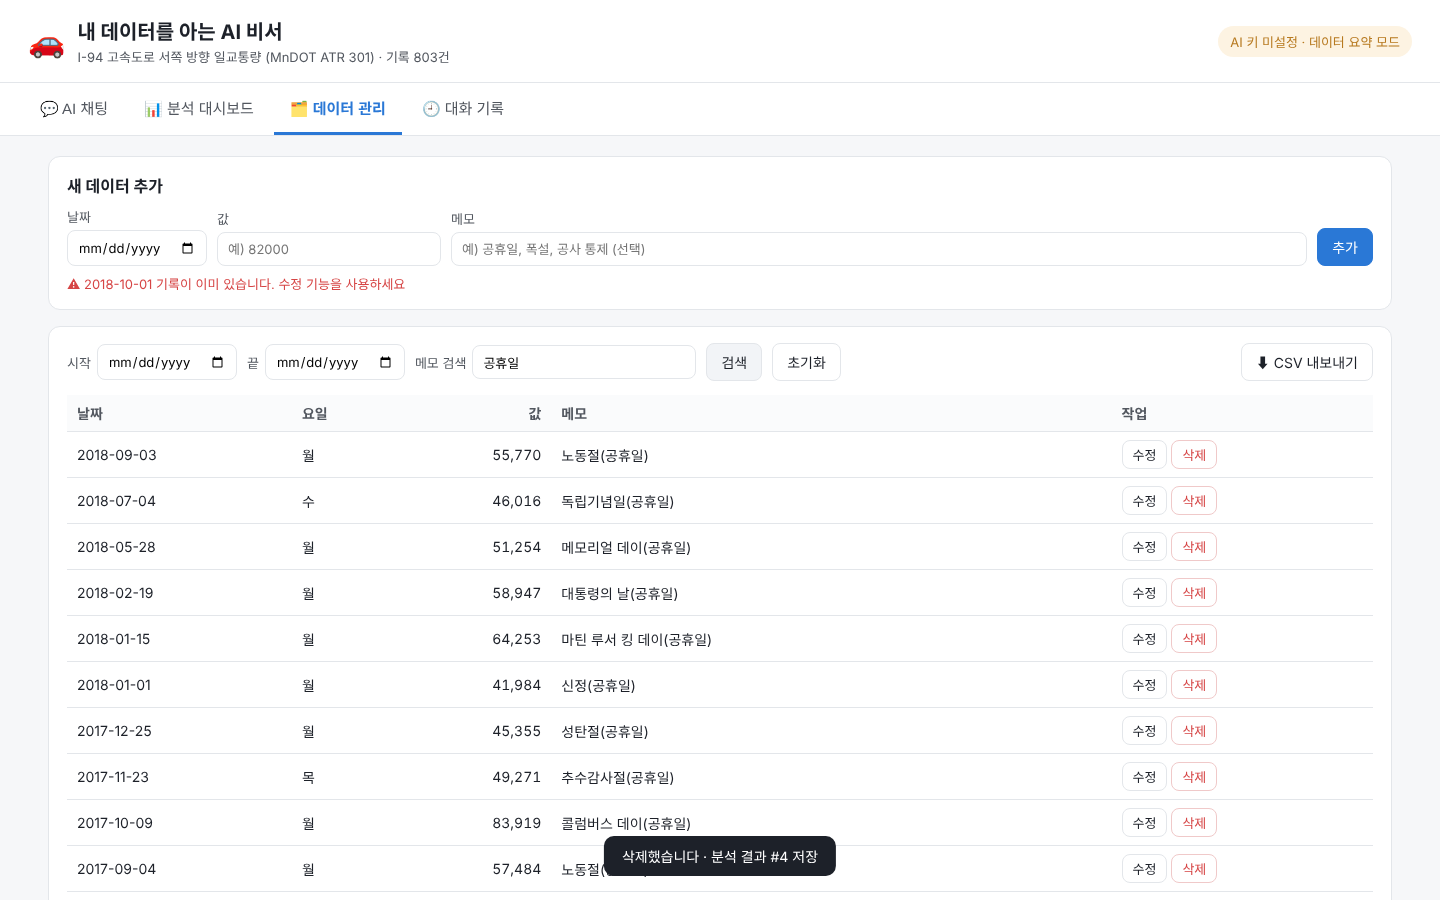 내 데이터를 아는 AI 비서
I-94 고속도로 서쪽 방향 일교통량 (MnDOT ATR 301) · 기록 803건
AI 키 미설정 · 데이터 요약 모드
AI 채팅
분석 대시보드
데이터 관리
대화 기록
새 데이터 추가
날짜
값
메모
mm/dd/yyyy
예) 82000
예) 공휴일, 폭설, 공사 통제 (선택)
추가
⚠ 2018-10-01 기록이 이미 있습니다. 수정 기능을 사용하세요
시작 mm/dd/yyyy 끝 mm/dd/yyyy 메모 검색 공휴일 검색 초기화 ⬇ CSV 내보내기
날짜 요일 값 메모 작업
2018-09-03 월 55,770 노동절(공휴일) 수정 삭제
2018-07-04 수 46,016 독립기념일(공휴일) 수정 삭제
2018-05-28 월 51,254 메모리얼 데이(공휴일) 수정 삭제
2018-02-19 월 58,947 대통령의 날(공휴일) 수정 삭제
2018-01-15 월 64,253 마틴 루서 킹 데이(공휴일) 수정 삭제
2018-01-01 월 41,984 신정(공휴일) 수정 삭제
2017-12-25 월 45,355 성탄절(공휴일) 수정 삭제
2017-11-23 목 49,271 추수감사절(공휴일) 수정 삭제
2017-10-09 월 83,919 콜럼버스 데이(공휴일) 수정 삭제
2017-09-04 월 57,484 노동절( 수정 삭제
삭제했습니다 · 분석 결과 #4 저장